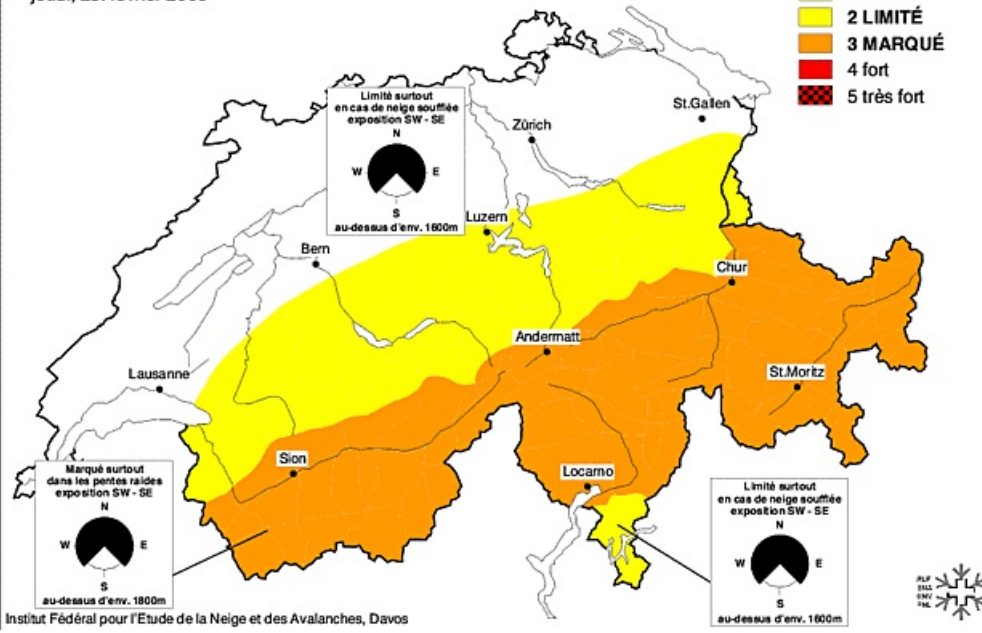 2 LIMITÉ
3 MARQUÉ
4 fort
5 très fort
Limité surtout
en cas de neige soufflée
exposition SW - SE
N
W E
S
au-dessus d'env. 1600m
Zürich
St.Gallen
Luzern
Bern
Chur
Andermatt
Lausanne
St.Moritz
Sion
Locarno
Marqué surtout
dans les pentes raides
exposition SW - SE
N
W E
S
au-dessus d'env. 1800m
Limité surtout
en cas de neige soufflée
exposition SW - SE
N
W E
S
au-dessus d'env. 1600m
Institut Fédéral pour l'Etude de la Neige et des Avalanches, Davos